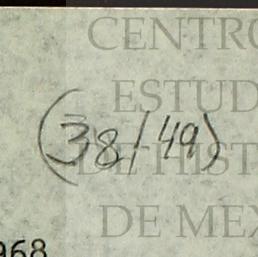 CENTRO
ESTUD
(38/49)
DE HIST
DE MEX
968